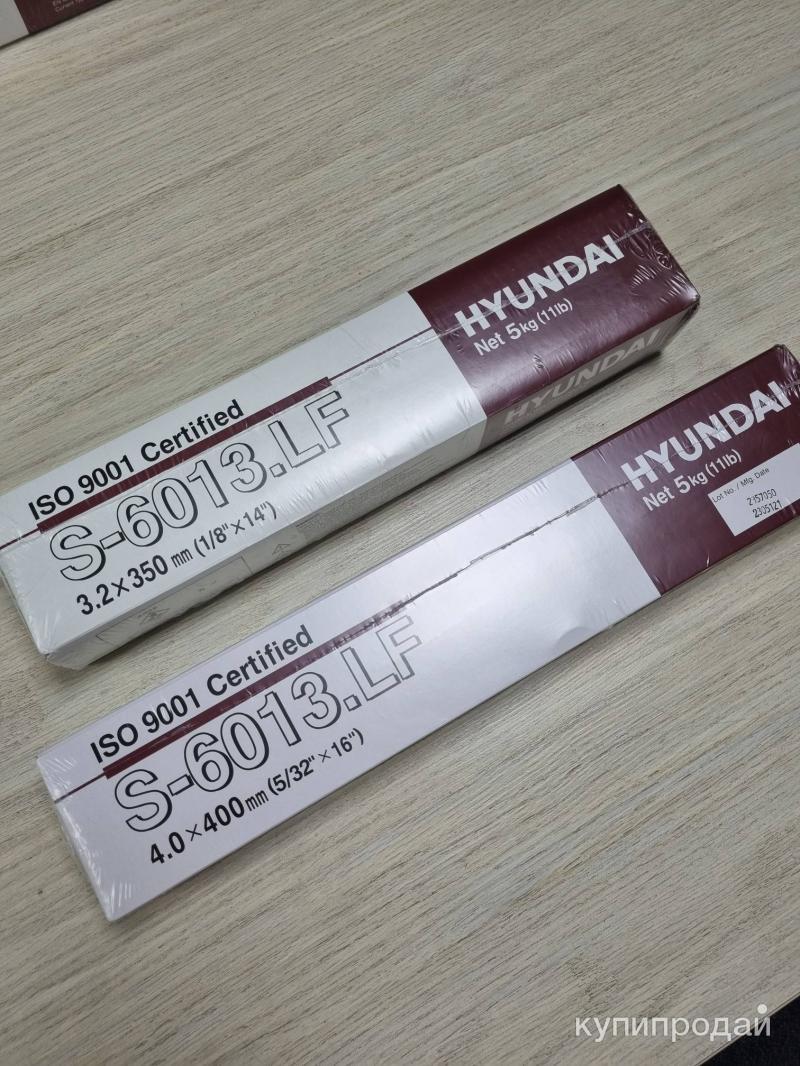 HYUNDAI
Net 5kg (11lb)
HYUNDAI
ISO 9001 Certified
S-6013.LF
3.2×350 mm (1/8"×14")
HYUNDAI
Net 5kg (11lb)
Lot No. / Mfg. Date
2357050
2305121
ISO 9001 Certified
S-6013.LF
4.0×400 mm (5/32"×16")
купипродай